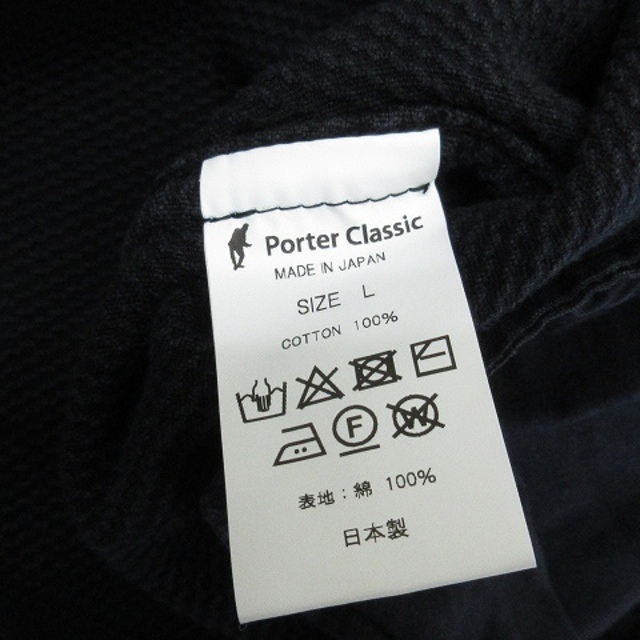 Porter Classic
MADE IN JAPAN
SIZE L
COTTON 100%
F W
表地：綿 100%
日本製